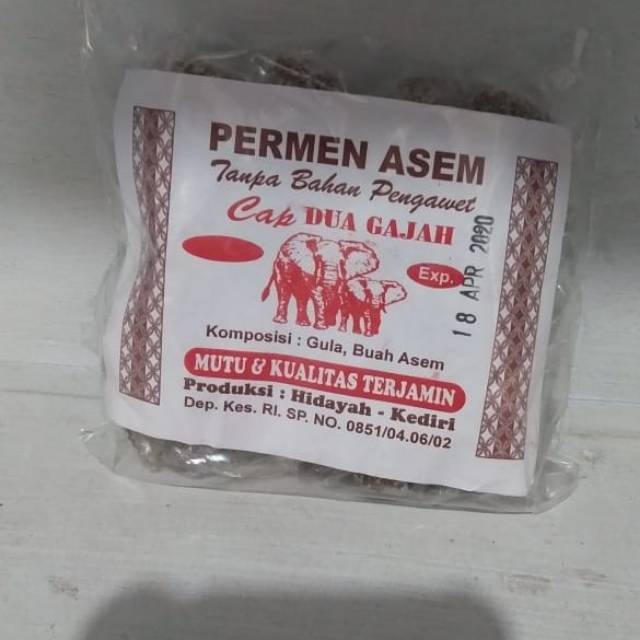 PERMEN ASEM
Tanpa Bahan Pengawet
Cap DUA GAJAH
Exp.
18 APR 2020
Komposisi : Gula, Buah Asem
MUTU & KUALITAS TERJAMIN
Produksi : Hidayah - Kediri
Dep. Kes. RI. SP. NO. 0851/04.06/02